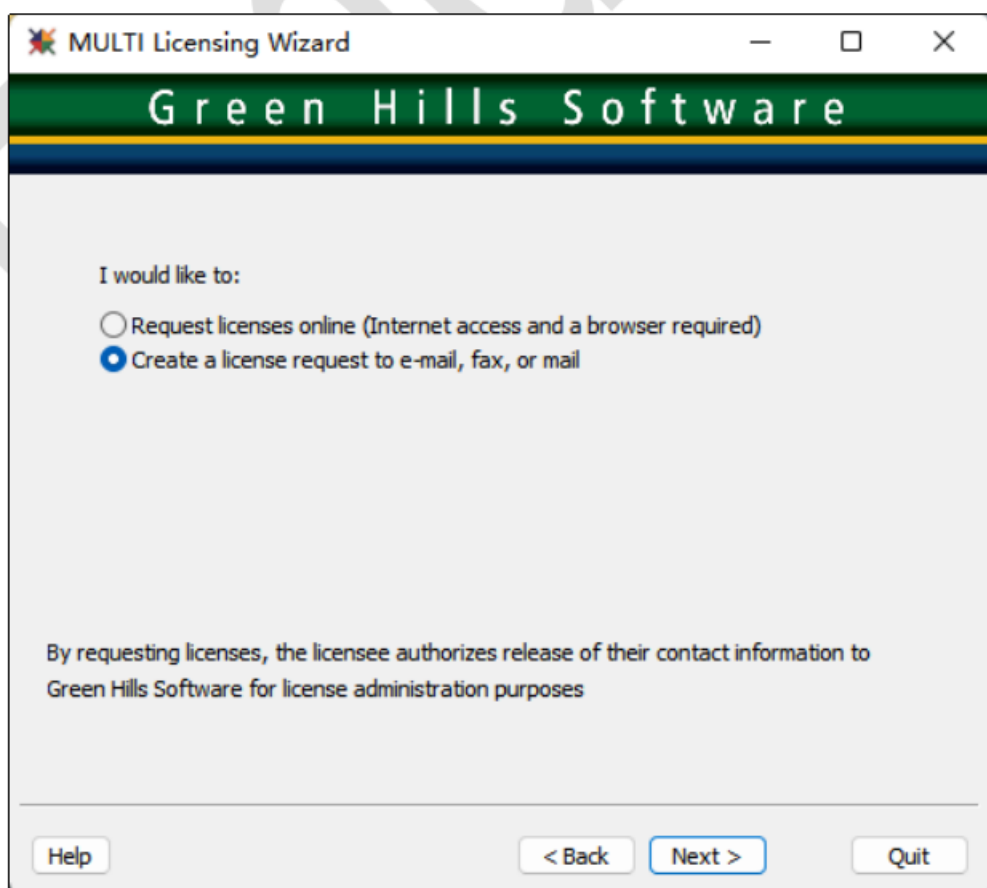 MULTI Licensing Wizard
Green Hills Software
I would like to:
Request licenses online (Internet access and a browser required)
Create a license request to e-mail, fax, or mail
By requesting licenses, the licensee authorizes release of their contact information to
Green Hills Software for license administration purposes
Help < Back Next > Quit